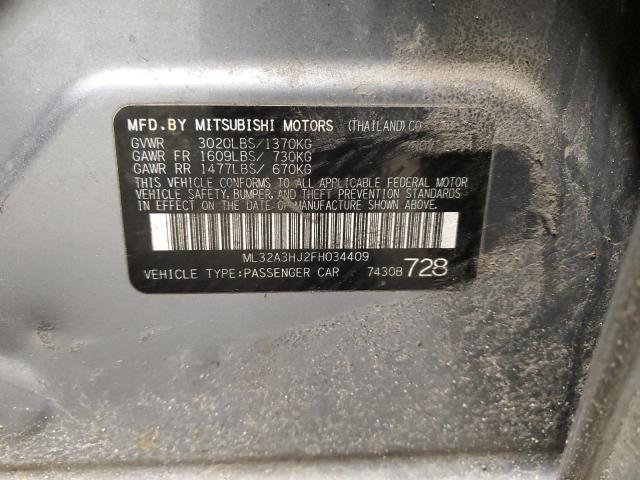 MFD.BY MITSUBISHI MOTORS (THAILAND) CO
GVWR 3020LBS/1370KG
GAWR FR 1609LBS/ 730KG
GAWR RR 1477LBS/ 670KG
THIS VEHICLE CONFORMS TO ALL APPLICABLE FEDERAL MOTOR
VEHICLE SAFETY, BUMPER, AND THEFT PREVENTION STANDARDS
IN EFFECT ON THE DATE OF MANUFACTURE SHOWN ABOVE.
ML32A3HJ2FH034409
VEHICLE TYPE:PASSENGER CAR 74308 728